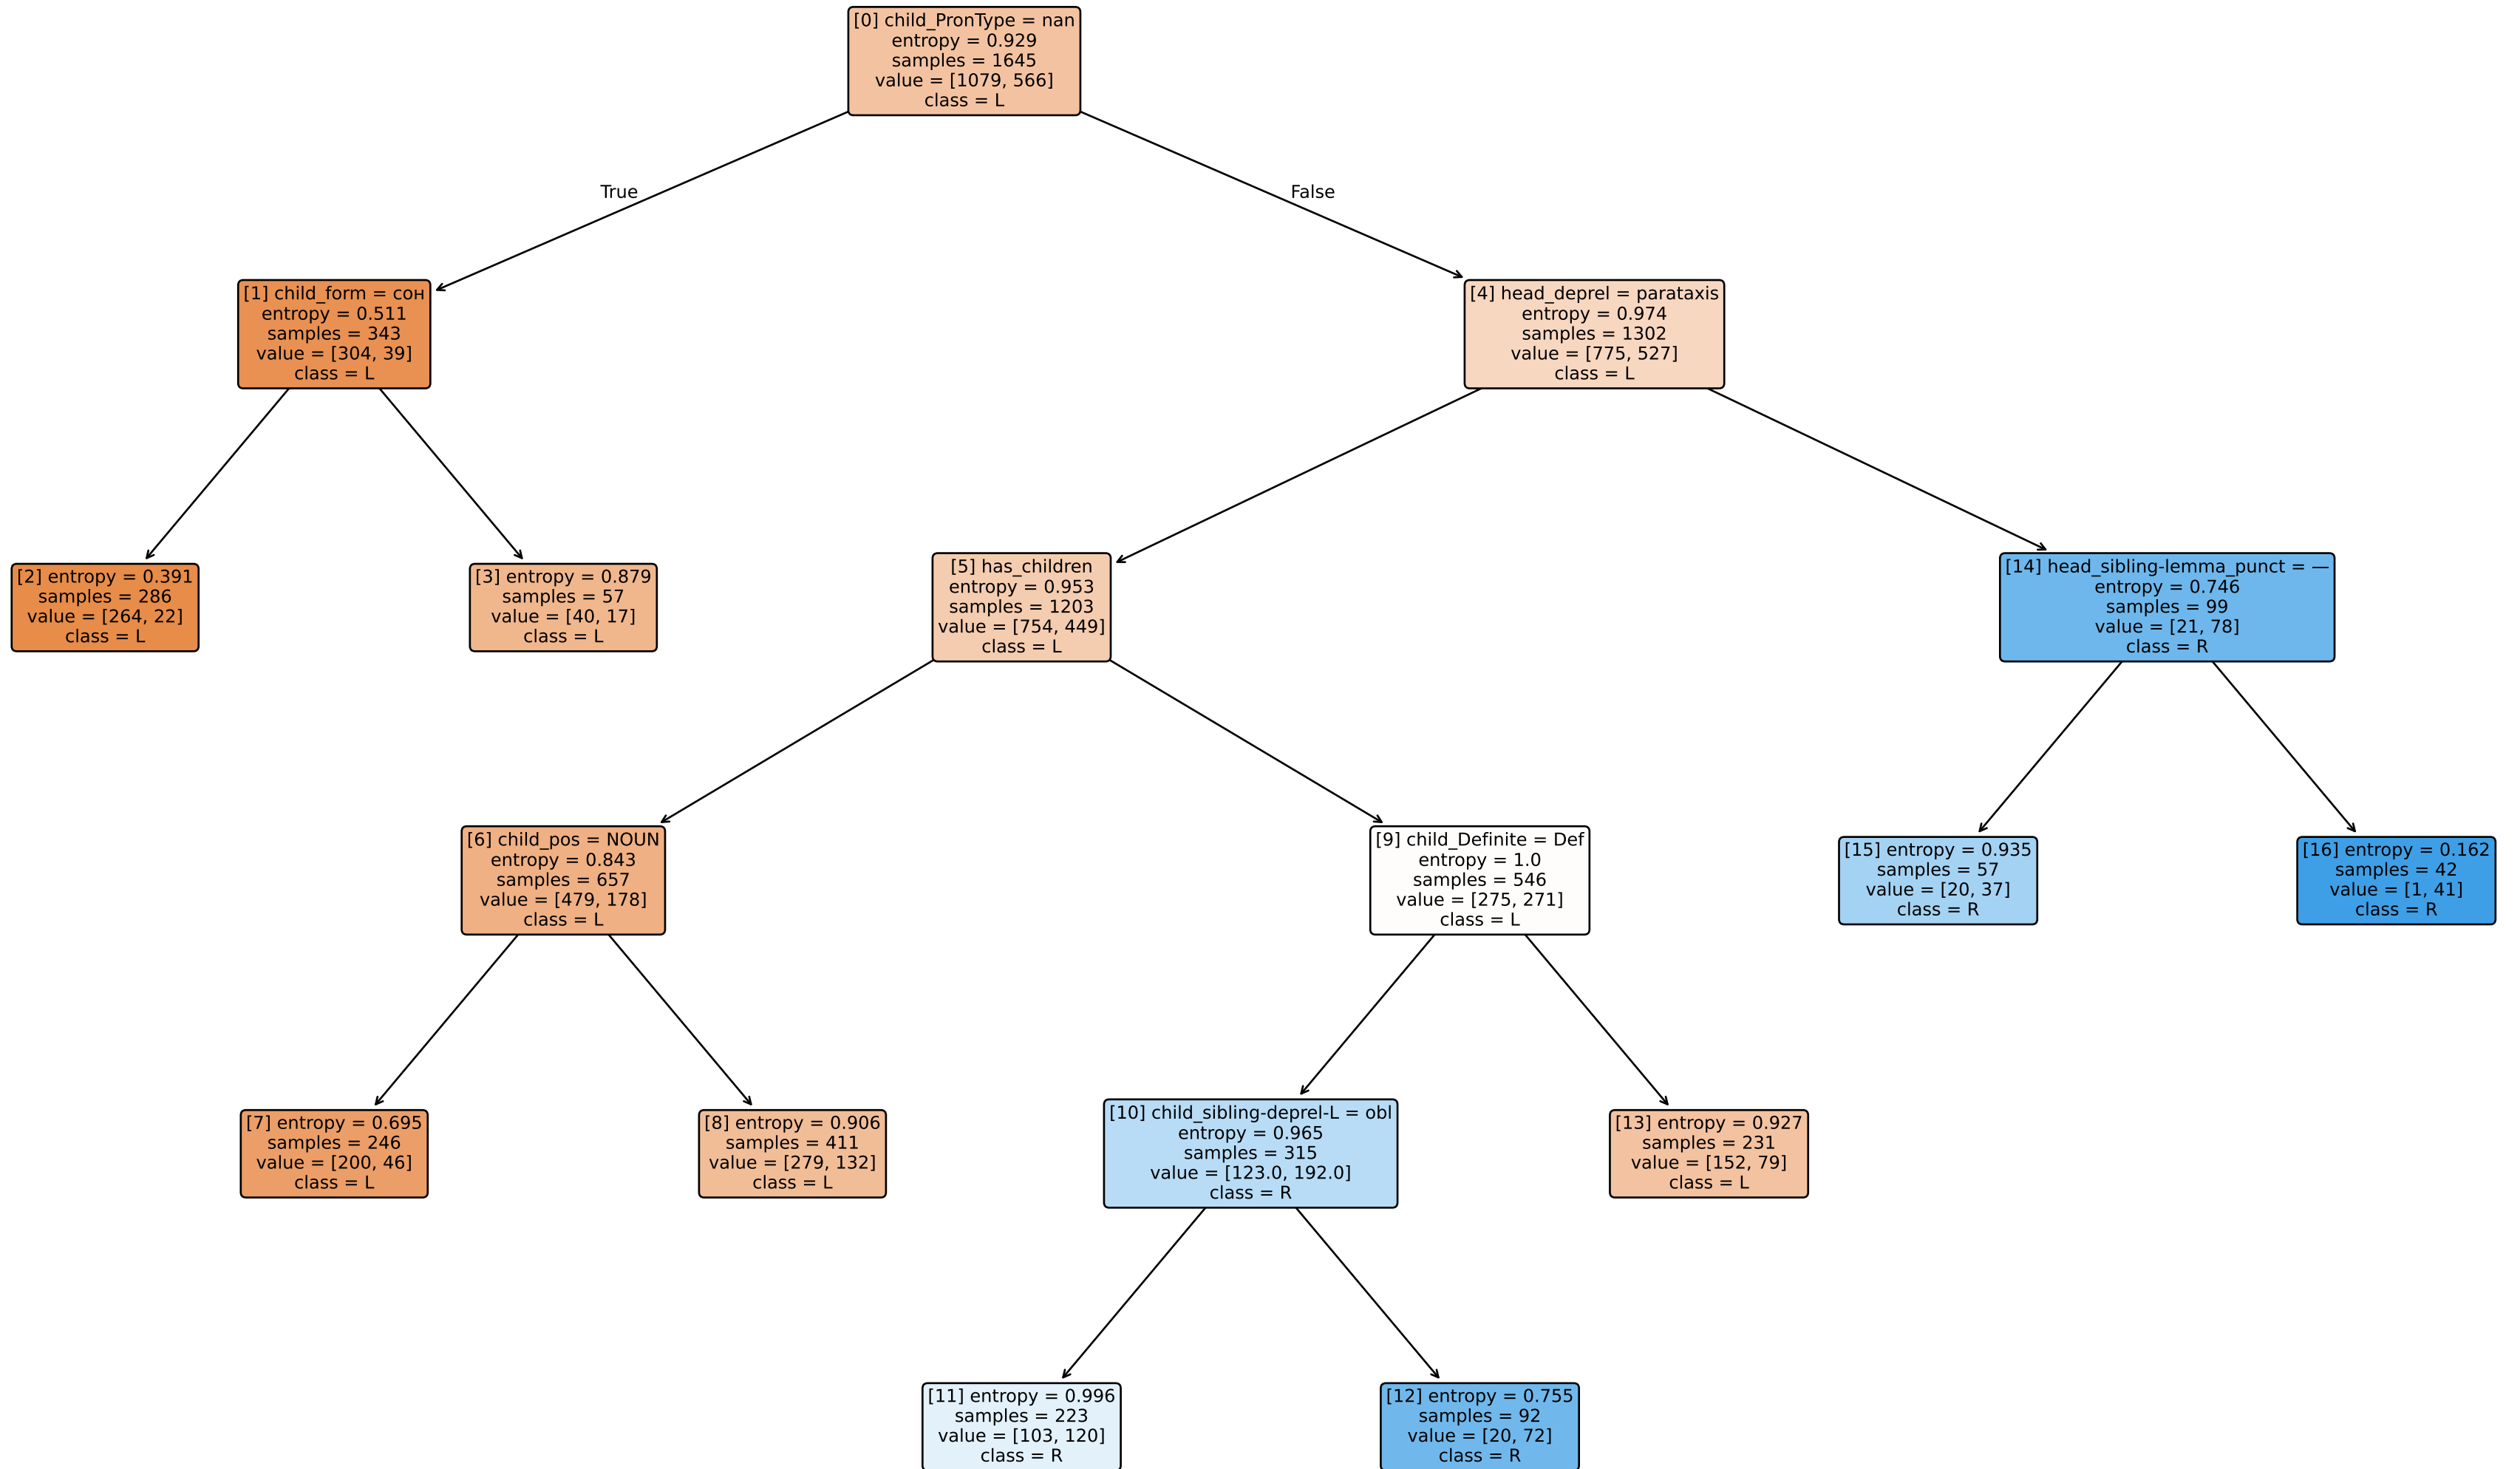 [0] child_PronType = nan
entropy = 0.929
samples = 1645
value = [1079, 566]
class = L
True
False
[1] child_form = сон
entropy = 0.511
samples = 343
value = [304, 39]
class = L
[4] head_deprel = parataxis
entropy = 0.974
samples = 1302
value = [775, 527]
class = L
[2] entropy = 0.391
samples = 286
value = [264, 22]
class = L
[3] entropy = 0.879
samples = 57
value = [40, 17]
class = L
[5] has_children
entropy = 0.953
samples = 1203
value = [754, 449]
class = L
[14] head_sibling-lemma_punct = —
entropy = 0.746
samples = 99
value = [21, 78]
class = R
[6] child_pos = NOUN
entropy = 0.843
samples = 657
value = [479, 178]
class = L
[9] child_Definite = Def
entropy = 1.0
samples = 546
value = [275, 271]
class = L
[15] entropy = 0.935
samples = 57
value = [20, 37]
class = R
[16] entropy = 0.162
samples = 42
value = [1, 41]
class = R
[7] entropy = 0.695
samples = 246
value = [200, 46]
class = L
[8] entropy = 0.906
samples = 411
value = [279, 132]
class = L
[10] child_sibling-deprel-L = obl
entropy = 0.965
samples = 315
value = [123.0, 192.0]
class = R
[13] entropy = 0.927
samples = 231
value = [152, 79]
class = L
[11] entropy = 0.996
samples = 223
value = [103, 120]
class = R
[12] entropy = 0.755
samples = 92
value = [20, 72]
class = R